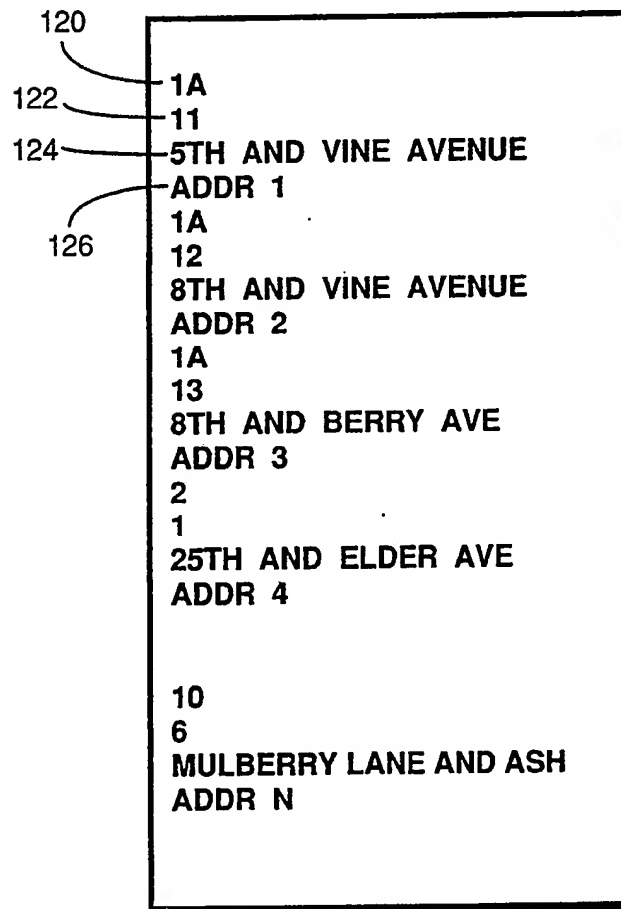 120
122
124
126
1A
11
5TH AND VINE AVENUE
ADDR 1
1A
12
8TH AND VINE AVENUE
ADDR 2
1A
13
8TH AND BERRY AVE
ADDR 3
2
1
25TH AND ELDER AVE
ADDR 4
10
6
MULBERRY LANE AND ASH
ADDR N